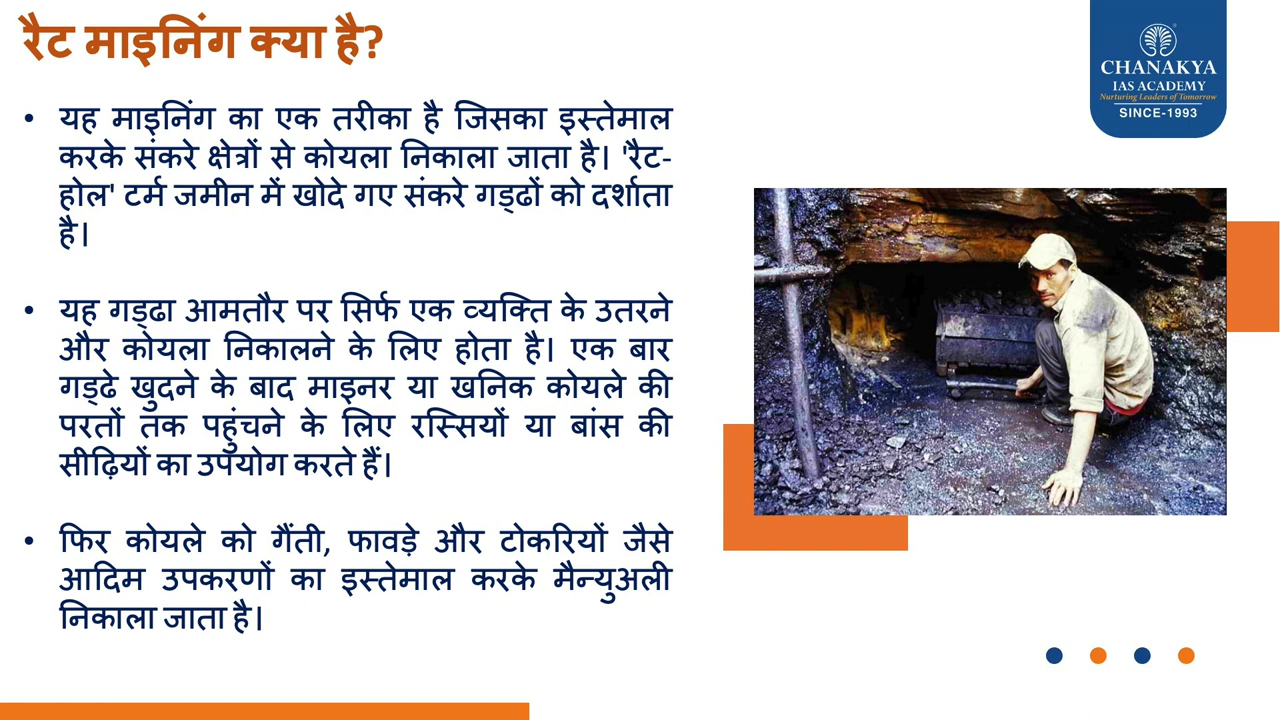 रैट माइनिंग क्या है?
CHANAKYA
IAS ACADEMY
Nurturing Leaders of Tomorrow
SINCE-1993
• यह माइनिंग का एक तरीका है जिसका इस्तेमाल
करके संकरे क्षेत्रों से कोयला निकाला जाता है। 'रैट-
होल' टर्म जमीन में खोदे गए संकरे गड्ढों को दर्शाता
है।
• यह गड्ढा आमतौर पर सिर्फ एक व्यक्ति के उतरने
और कोयला निकालने के लिए होता है। एक बार
गड्ढे खुदने के बाद माइनर या खनिक कोयले की
परतों तक पहुंचने के लिए रस्सियों या बांस की
सीढ़ियों का उपयोग करते हैं।
• फिर कोयले को गैंती, फावड़े और टोकरियों जैसे
आदिम उपकरणों का इस्तेमाल करके मैन्युअली
निकाला जाता है।